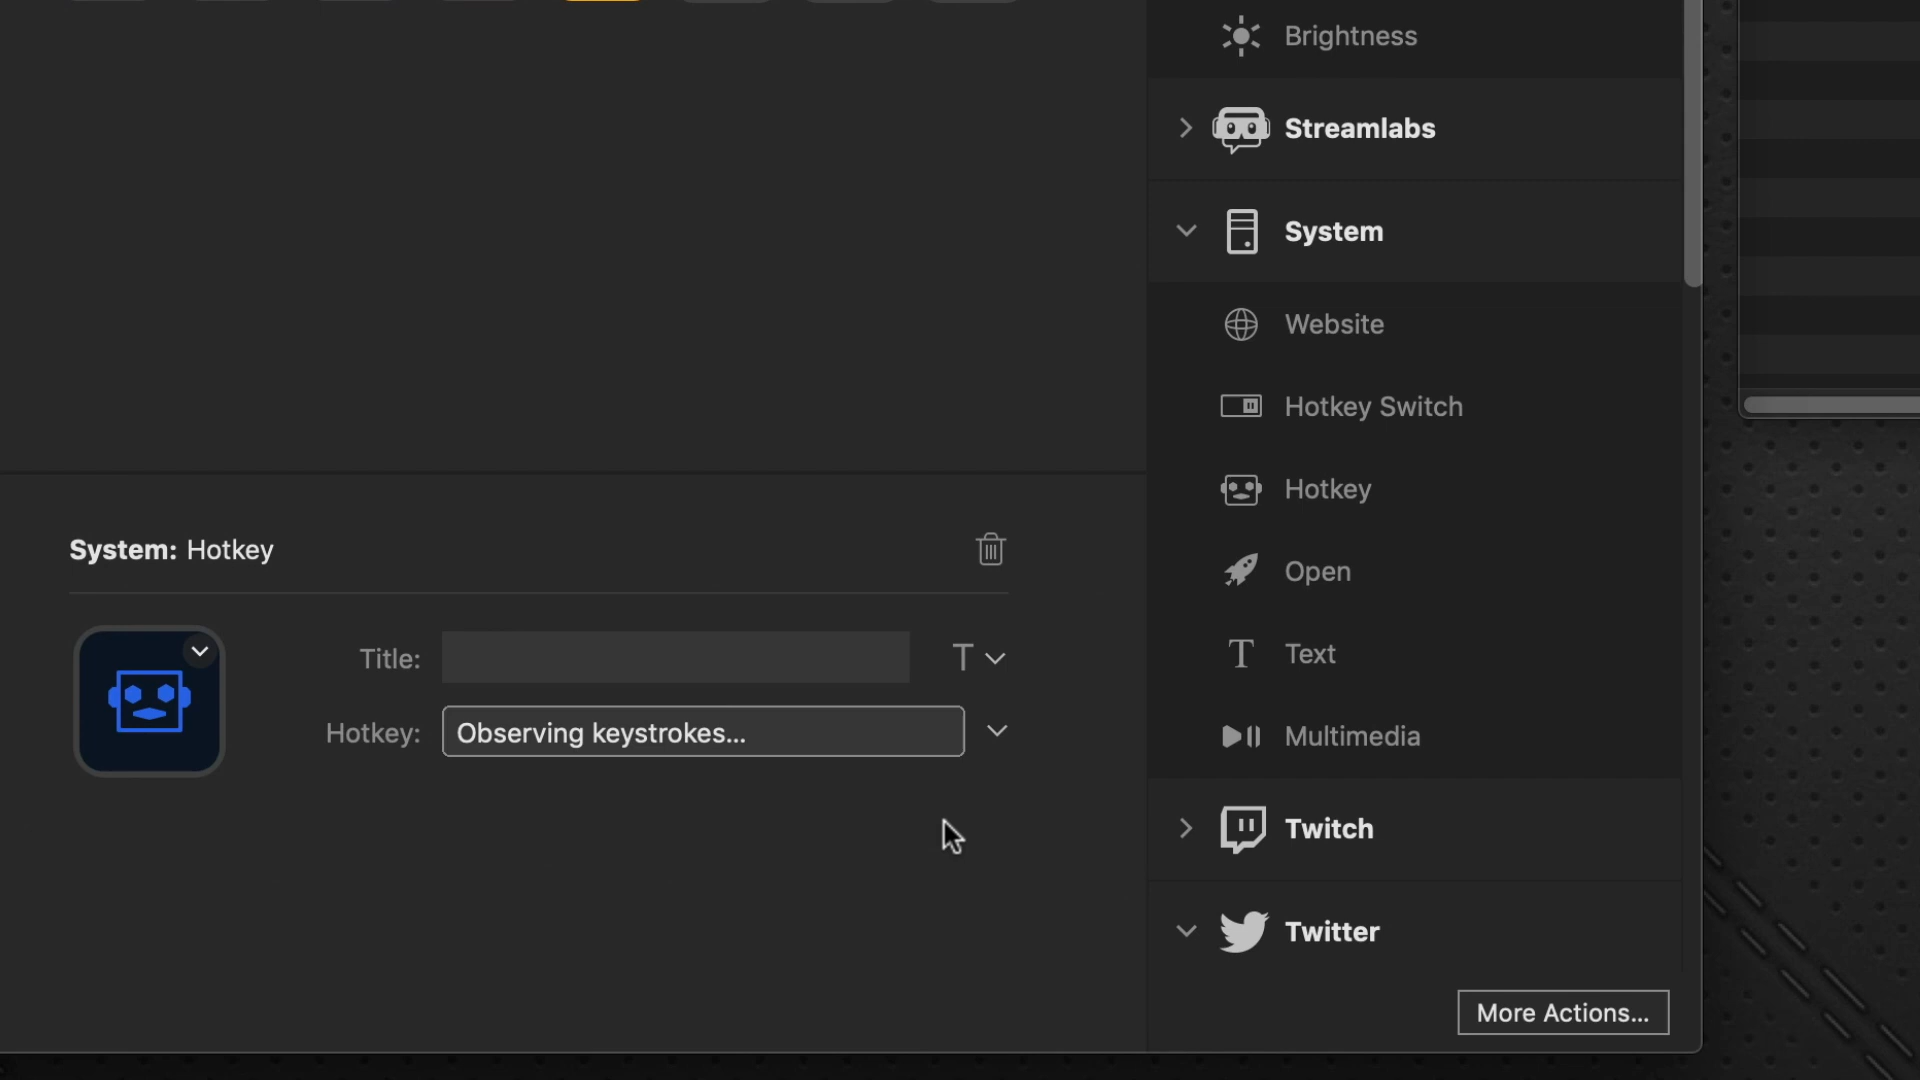 Brightness
Streamlabs
System
Website
Hotkey Switch
Hotkey
Open
Text
Multimedia
Twitch
Twitter
More Actions...
System: Hotkey
Title:
T
Hotkey: Observing keystrokes...